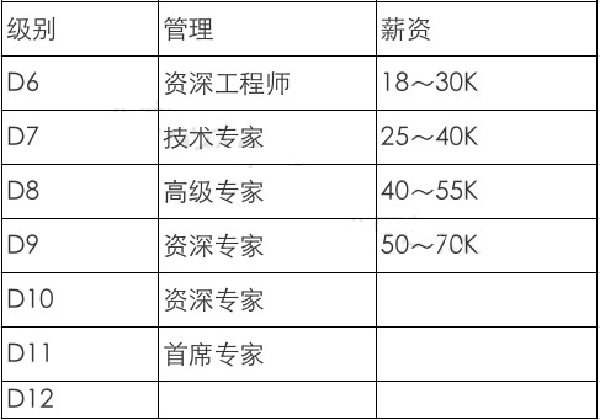 级别 管理 薪资
D6 资深工程师 18～30K
D7 技术专家 25～40K
D8 高级专家 40～55K
D9 资深专家 50～70K
D10 资深专家
D11 首席专家
D12